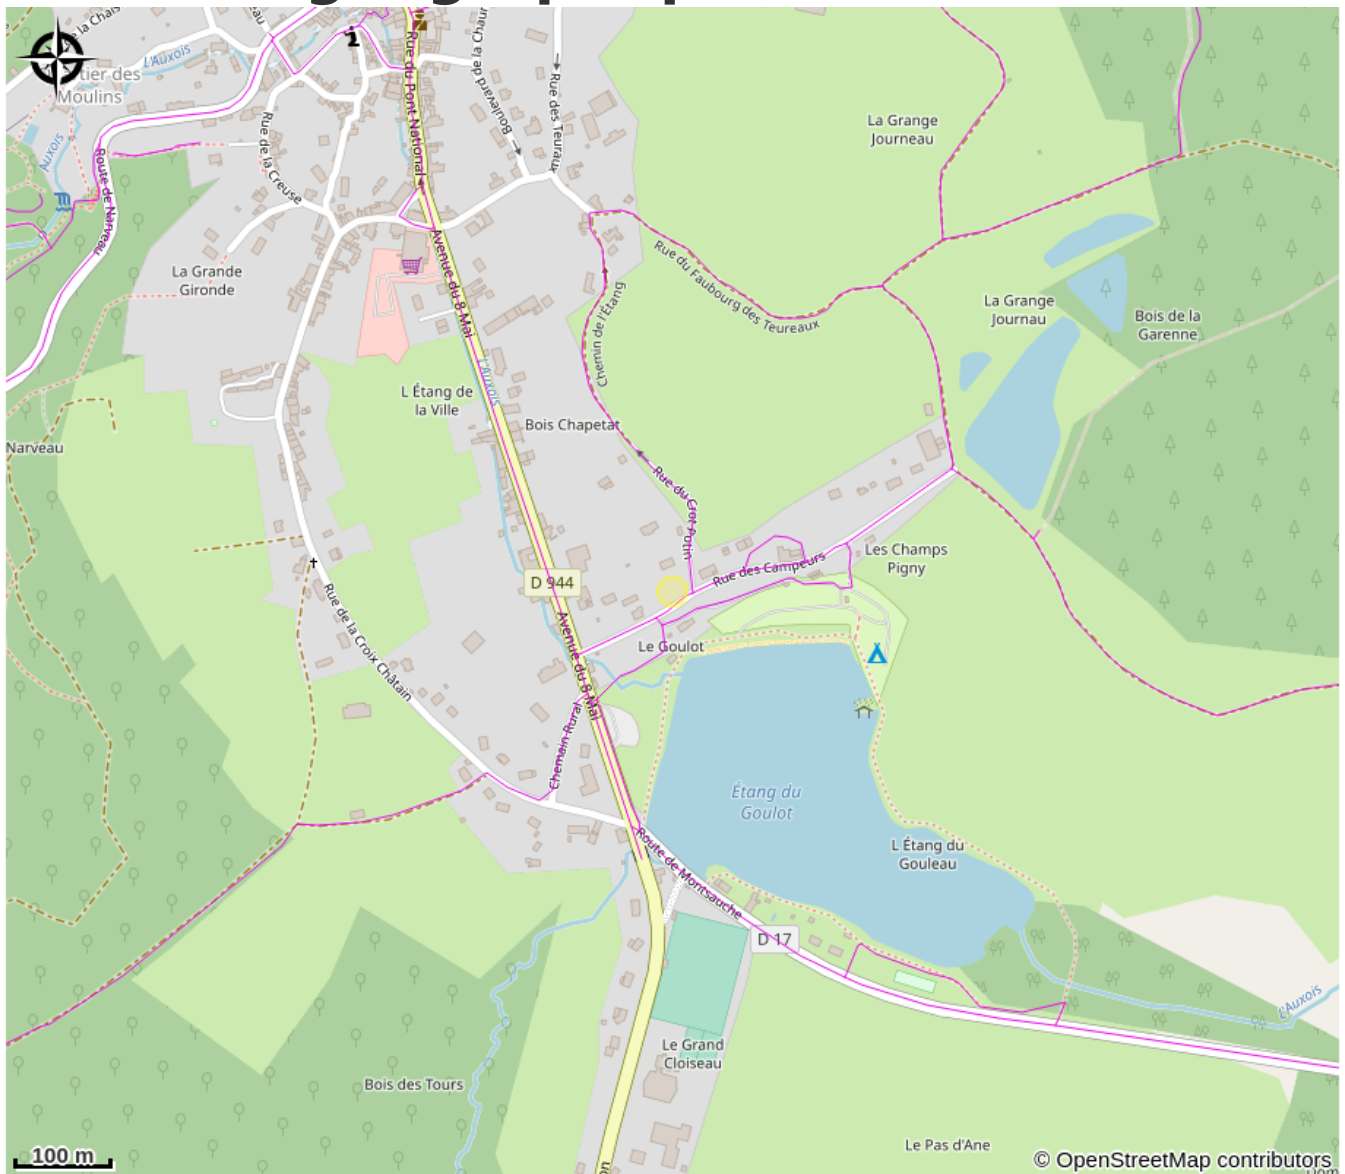 L'Auxois
tier des
Moulins
Auxois
Route de Narveau
Rue de la Creuse
Rue du Pont National
Boulevard de la Chaur
Rue des Teuraux
La Grange
Journeau
La Grande
Gironde
Avenue du 8 Mai
Rue du Faubourg des Teureaux
Chemin de l'Étang
La Grange
Journau
Bois de la
Garenne
L Étang de
la Ville
L'Auxois
Bois Chapetat
Narveau
Rue du Crot Potin
Les Champs
Pigny
Rue des Campeurs
D 944
Rue de la Croix Châtain
Avenue du 8 Mai
Le Goulot
Chemain Rural
Étang du
Goulot
L Étang du
Gouleau
Route de Montsauche
D 17
L'Auxois
Le Grand
Cloiseau
Bois des Tours
Le Pas d'Ane
100 m
© OpenStreetMap contributors